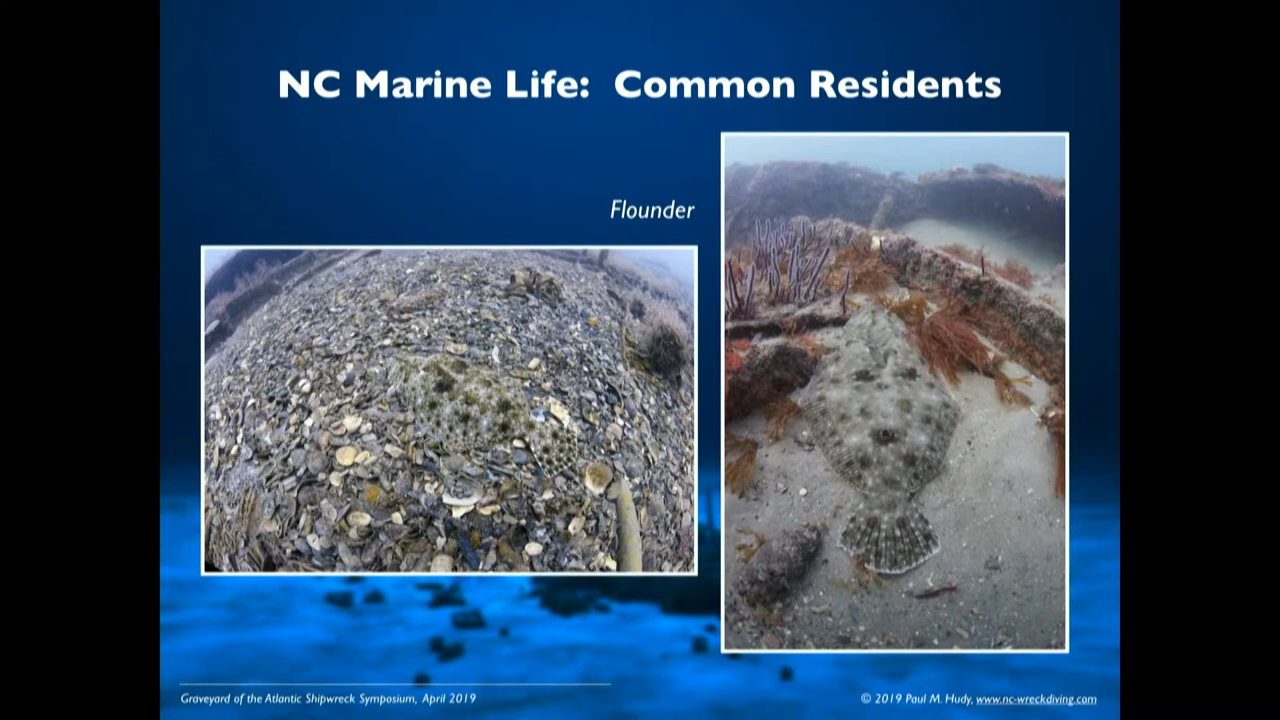 NC Marine Life: Common Residents
Flounder
Graveyard of the Atlantic Shipwreck Symposium, April 2019
© 2019 Paul M. Hudy, www.nc-wreckdiving.com